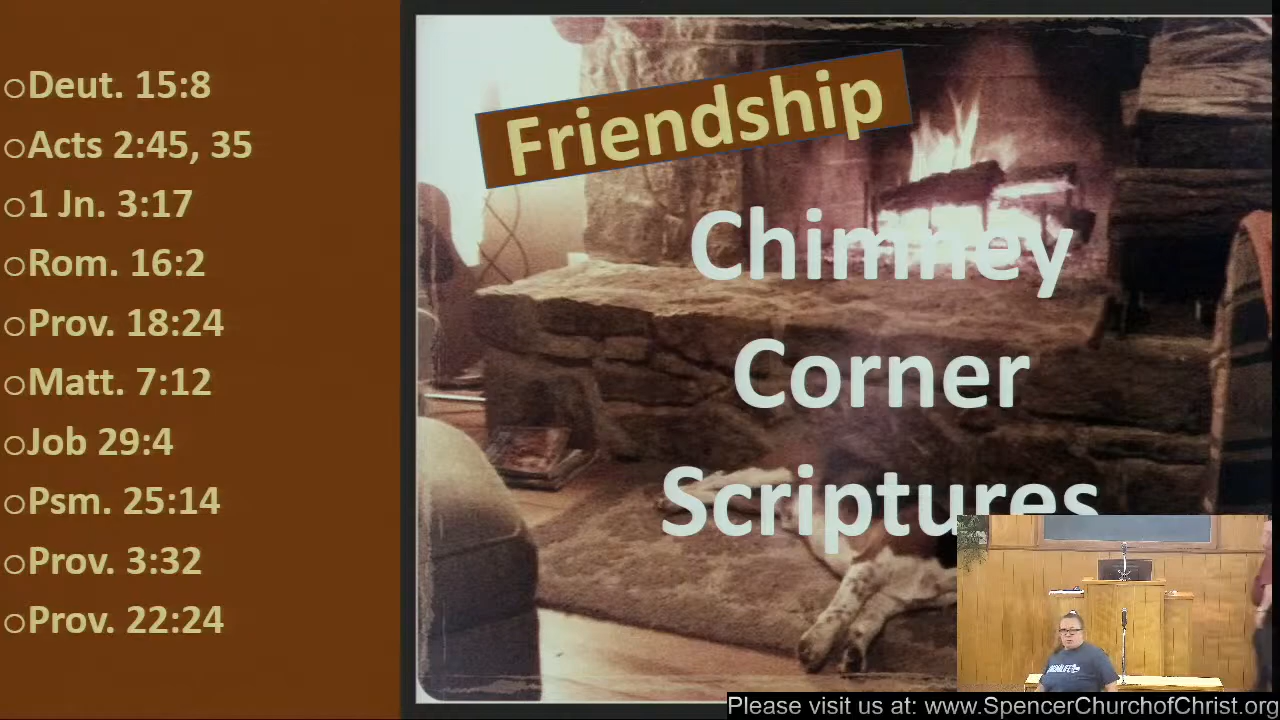 Deut. 15:8
Acts 2:45, 35
1 Jn. 3:17
Rom. 16:2
Prov. 18:24
Matt. 7:12
Job 29:4
Psm. 25:14
Prov. 3:32
Prov. 22:24
Friendship
Chimney
Corner
Scriptures
Please visit us at: www.SpencerChurchofChrist.org